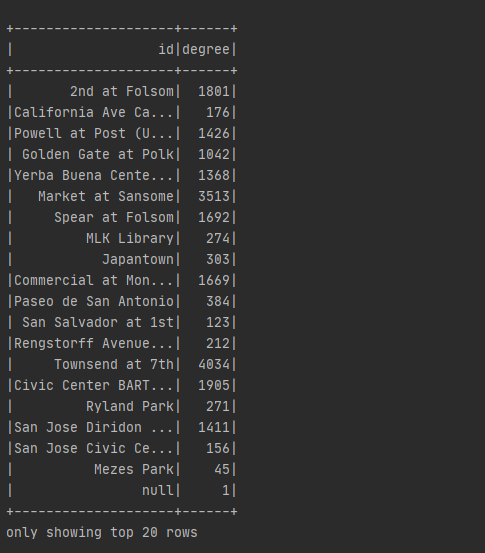 +--------------------+------+
|                  id|degree|
+--------------------+------+
|       2nd at Folsom|  1801|
|California Ave Ca...|   176|
|Powell at Post (U...|  1426|
| Golden Gate at Polk|  1042|
|Yerba Buena Cente...|  1368|
|   Market at Sansome|  3513|
|     Spear at Folsom|  1692|
|         MLK Library|   274|
|           Japantown|   303|
|Commercial at Mon...|  1669|
|Paseo de San Antonio|   384|
| San Salvador at 1st|   123|
|Rengstorff Avenue...|   212|
|     Townsend at 7th|  4034|
|Civic Center BART...|  1905|
|         Ryland Park|   271|
|San Jose Diridon ...|  1411|
|San Jose Civic Ce...|   156|
|          Mezes Park|    45|
|                null|     1|
+--------------------+------+
only showing top 20 rows